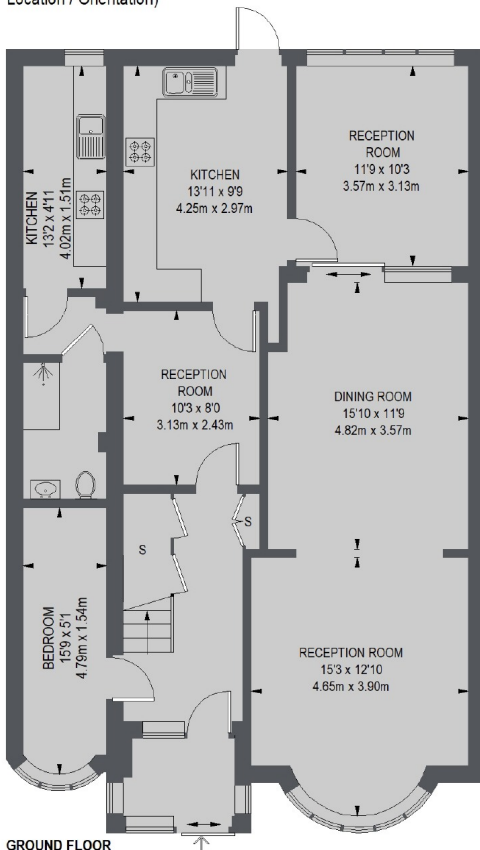 Location / Orientation)
KITCHEN
13'2 x 4'11
4.02m x 1.51m
KITCHEN
13'11 x 9'9
4.25m x 2.97m
RECEPTION
ROOM
11'9 x 10'3
3.57m x 3.13m
RECEPTION
ROOM
10'3 x 8'0
3.13m x 2.43m
DINING ROOM
15'10 x 11'9
4.82m x 3.57m
S
S
BEDROOM
15'9 x 5'1
4.79m x 1.54m
RECEPTION ROOM
15'3 x 12'10
4.65m x 3.90m
GROUND FLOOR